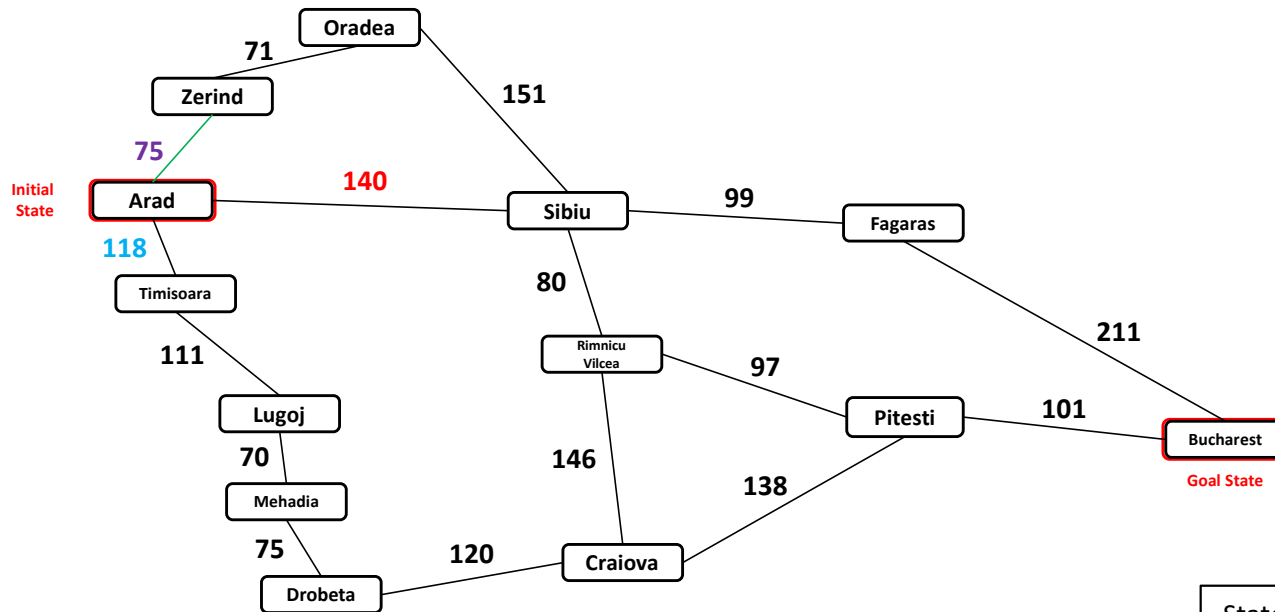 Oradea
71
Zerind
151
75
Initial
State
Arad
140
Sibiu
99
Fagaras
118
Timisoara
80
111
Rimnicu
Vilcea
97
211
Lugoj
Pitesti
101
Bucharest
70
146
138
Goal State
Mehadia
75
120
Craiova
Drobeta